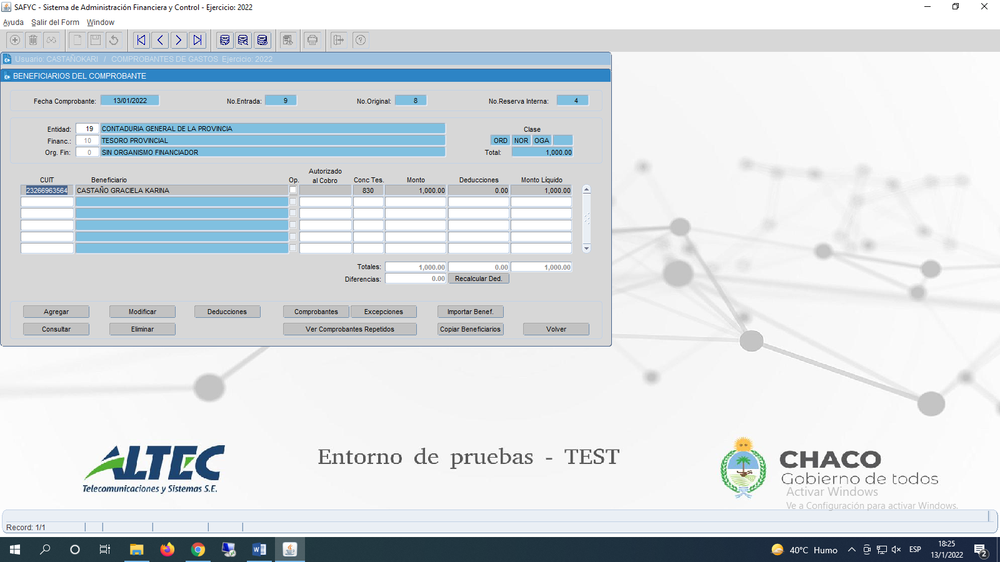 SAFYC - Sistema de Administración Financiera y Control - Ejercicio: 2022
Ayuda Salir del Form Window
Usuario: CASTAÑOKARI / COMPROBANTES DE GASTOS Ejercicio: 2022
BENEFICIARIOS DEL COMPROBANTE
Fecha Comprobante: 13/01/2022 No.Entrada: 9 No.Original: 8 No.Reserva Interna: 4
Entidad: 19 CONTADURIA GENERAL DE LA PROVINCIA Clase
Financ.: 10 TESORO PROVINCIAL ORD NOR OGA
Org. Fin: 0 SIN ORGANISMO FINANCIADOR Total: 1,000.00
CUIT Beneficiario Op. Autorizado al Cobro Conc Tes. Monto Deducciones Monto Líquido
23266963564 CASTAÑO GRACIELA KARINA 830 1,000.00 0.00 1,000.00
Totales: 1,000.00 0.00 1,000.00
Diferencias: 0.00 Recalcular Ded.
Agregar Modificar Deducciones Comprobantes Excepciones Importar Benef.
Consultar Eliminar Ver Comprobantes Repetidos Copiar Beneficiarios Volver
ALTEC
Telecomunicaciones y Sistemas S.E.
Entorno de pruebas - TEST
CHACO
Gobierno de todos
Activar Windows
Ve a Configuración para activar Windows.
Record: 1/1
40°C Humo ESP 18:25
13/1/2022 2